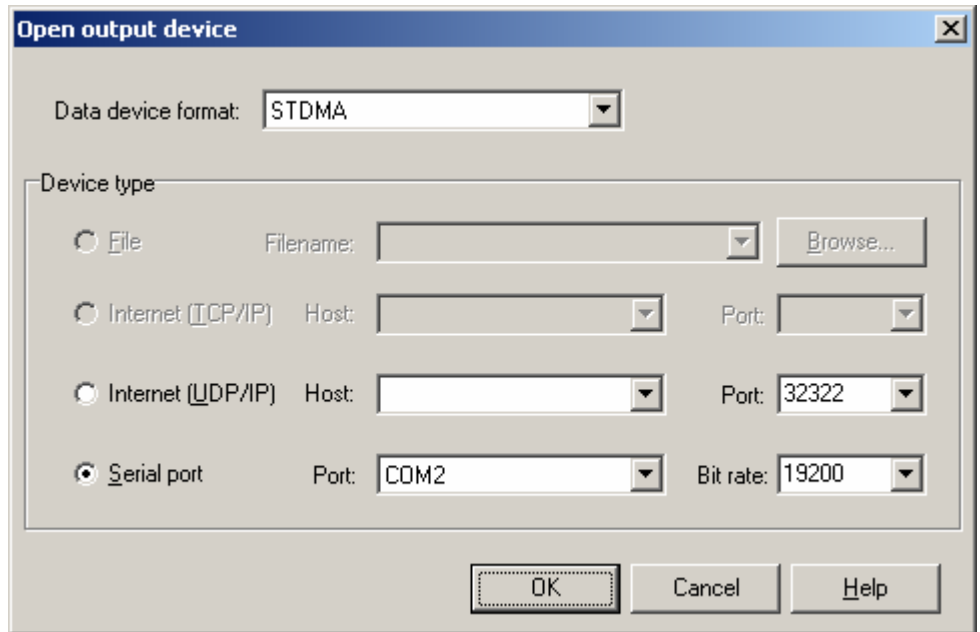 Open output device
Data device format: STDMA
Device type
File Filename: Browse...
Internet (TCP/IP) Host: Port:
Internet (UDP/IP) Host: Port: 32322
Serial port Port: COM2 Bit rate: 19200
OK Cancel Help